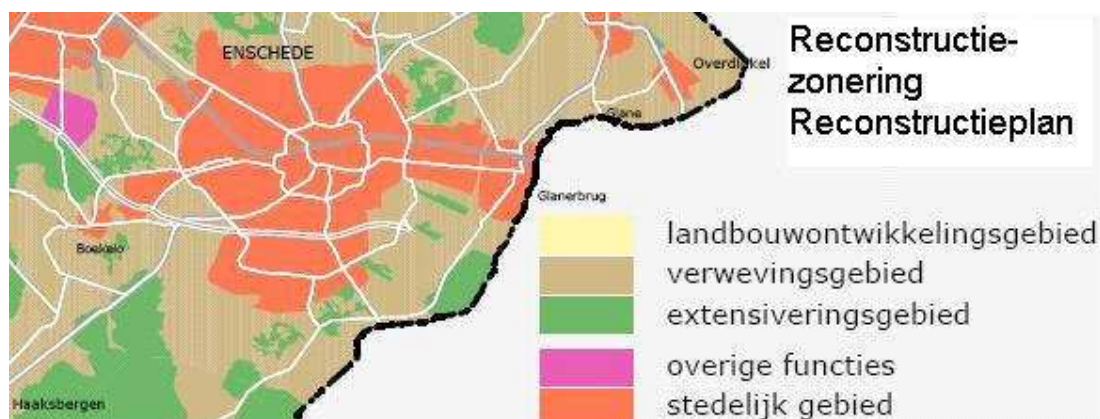 ENSCHEDE
Overdinkel
Glane
Glanerbrug
Boekelo
Haaksbergen
Reconstructie-
zonering
Reconstructieplan
landbouwontwikkelingsgebied
verwevingsgebied
extensiveringsgebied
overige functies
stedelijk gebied